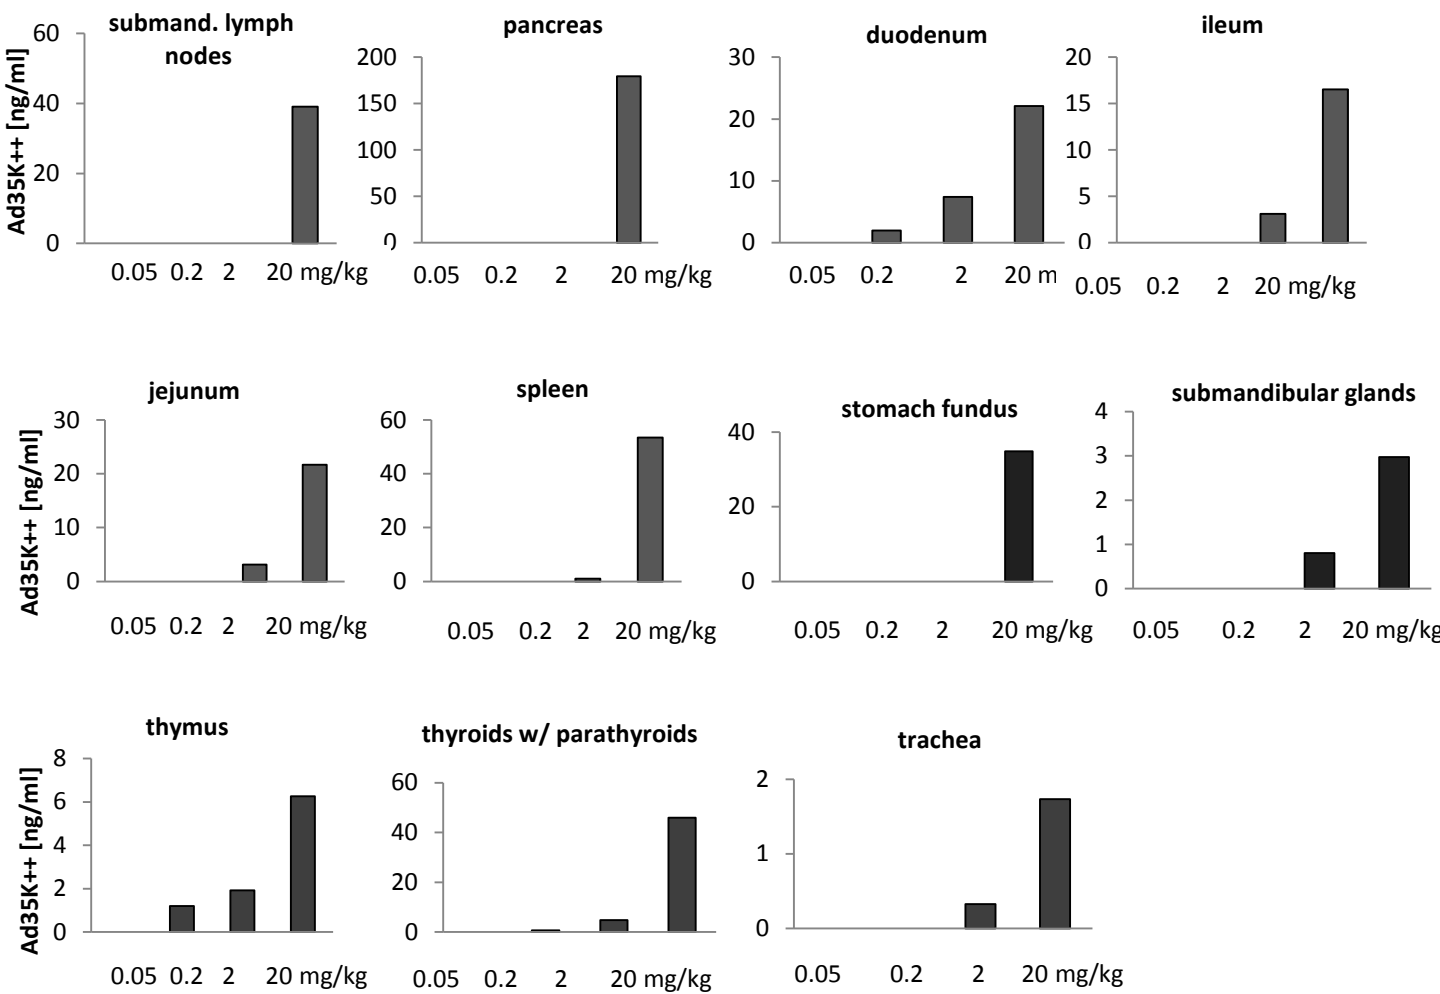 submand. lymph
nodes
Ad35K++ [ng/ml]
60
40
20
0
0.05 0.2 2 20 mg/kg
pancreas
200
150
100
50
0
0.05 0.2 2 20 mg/kg
duodenum
30
20
10
0
0.05 0.2 2 20 m
ileum
20
15
10
5
0
0.05 0.2 2 20 mg/kg
jejunum
Ad35K++ [ng/ml]
30
20
10
0
0.05 0.2 2 20 mg/kg
spleen
60
40
20
0
0.05 0.2 2 20 mg/kg
stomach fundus
40
20
0
0.05 0.2 2 20 mg/kg
submandibular glands
4
3
2
1
0
0.05 0.2 2 20 mg/kg
thymus
Ad35K++ [ng/ml]
8
6
4
2
0
0.05 0.2 2 20 mg/kg
thyroids w/ parathyroids
60
40
20
0
0.05 0.2 2 20 mg/kg
trachea
2
1
0
0.05 0.2 2 20 mg/kg